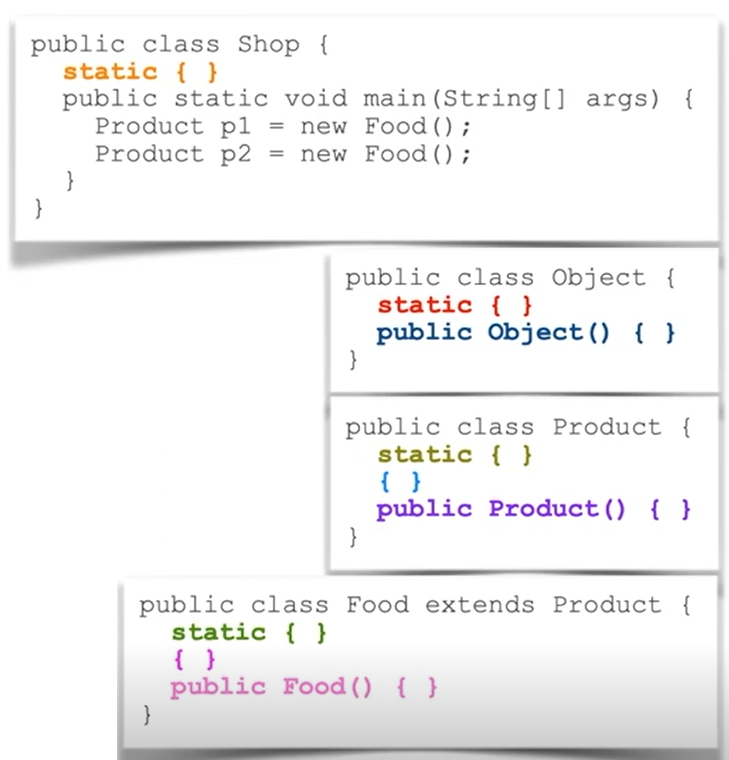 public class Shop {
static { }
public static void main(String[] args) {
Product p1 = new Food();
Product p2 = new Food();
}
}
public class Object {
static { }
public Object() { }
}
public class Product {
static { }
{ }
public Product() { }
}
public class Food extends Product {
static { }
{ }
public Food() { }
}